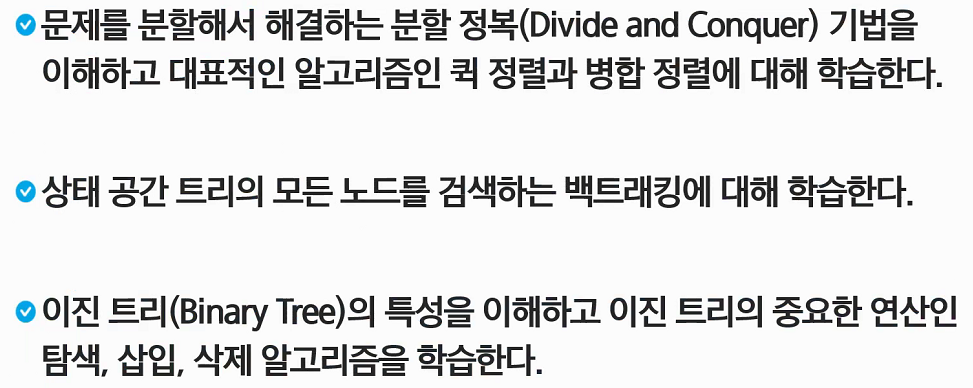 문제를 분할해서 해결하는 분할 정복(Divide and Conquer) 기법을
이해하고 대표적인 알고리즘인 퀵 정렬과 병합 정렬에 대해 학습한다.
상태 공간 트리의 모든 노드를 검색하는 백트래킹에 대해 학습한다.
이진 트리(Binary Tree)의 특성을 이해하고 이진 트리의 중요한 연산인
탐색, 삽입, 삭제 알고리즘을 학습한다.